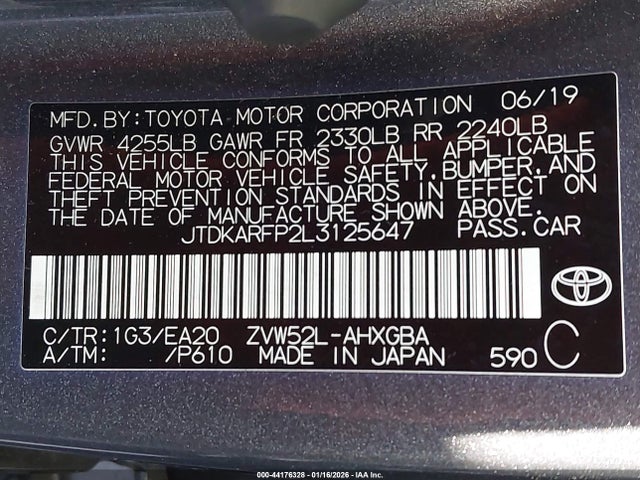 MFD. BY: TOYOTA MOTOR CORPORATION 06/19
GVWR 4255LB GAWR FR 2330LB RR 2240LB
THIS VEHICLE CONFORMS TO ALL APPLICABLE
FEDERAL MOTOR VEHICLE SAFETY, BUMPER, AND
THEFT PREVENTION STANDARDS IN EFFECT ON
THE DATE OF MANUFACTURE SHOWN ABOVE.
JTDKARFP2L3125647 PASS. CAR
C/TR: 1G3/EA20 ZVW52L-AHXGBA
A/TM: /P610 MADE IN JAPAN 590 C
000-44176328 - 01/16/2026 - IAA Inc.